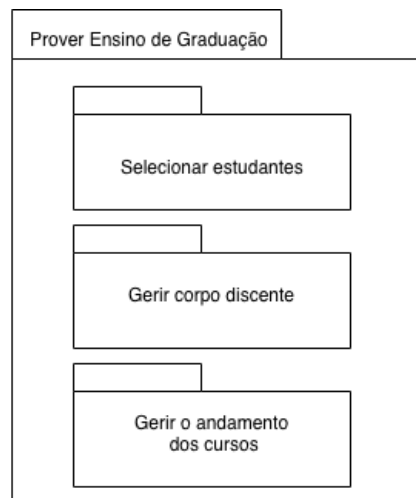 Prover Ensino de Graduação
Selecionar estudantes
Gerir corpo discente
Gerir o andamento
dos cursos